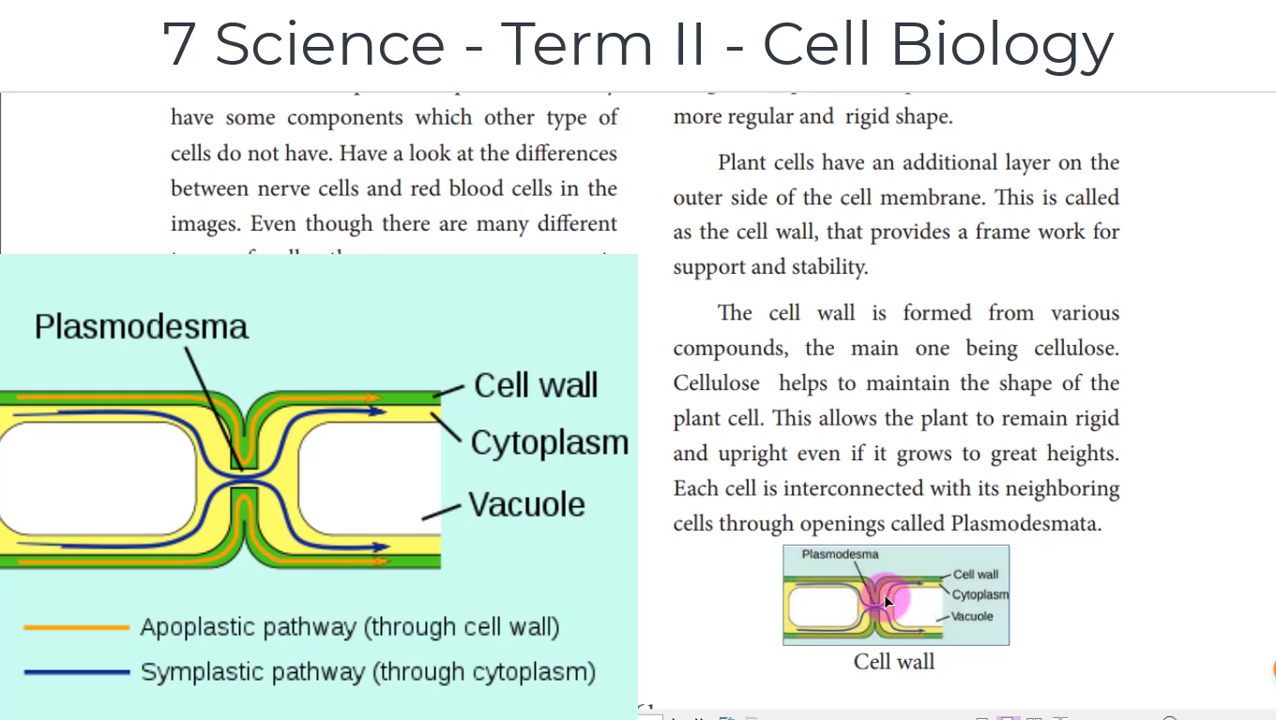 7 Science - Term II - Cell Biology
have some components which other type of
cells do not have. Have a look at the differences
between nerve cells and red blood cells in the
images. Even though there are many different
Plasmodesma
Cell wall
Cytoplasm
Vacuole
Apoplastic pathway (through cell wall)
Symplastic pathway (through cytoplasm)
more regular and rigid shape.
Plant cells have an additional layer on the
outer side of the cell membrane. This is called
as the cell wall, that provides a frame work for
support and stability.
The cell wall is formed from various
compounds, the main one being cellulose.
Cellulose helps to maintain the shape of the
plant cell. This allows the plant to remain rigid
and upright even if it grows to great heights.
Each cell is interconnected with its neighboring
cells through openings called Plasmodesmata.
Plasmodesma
Cell wall
Cytoplasm
Vacuole
Cell wall